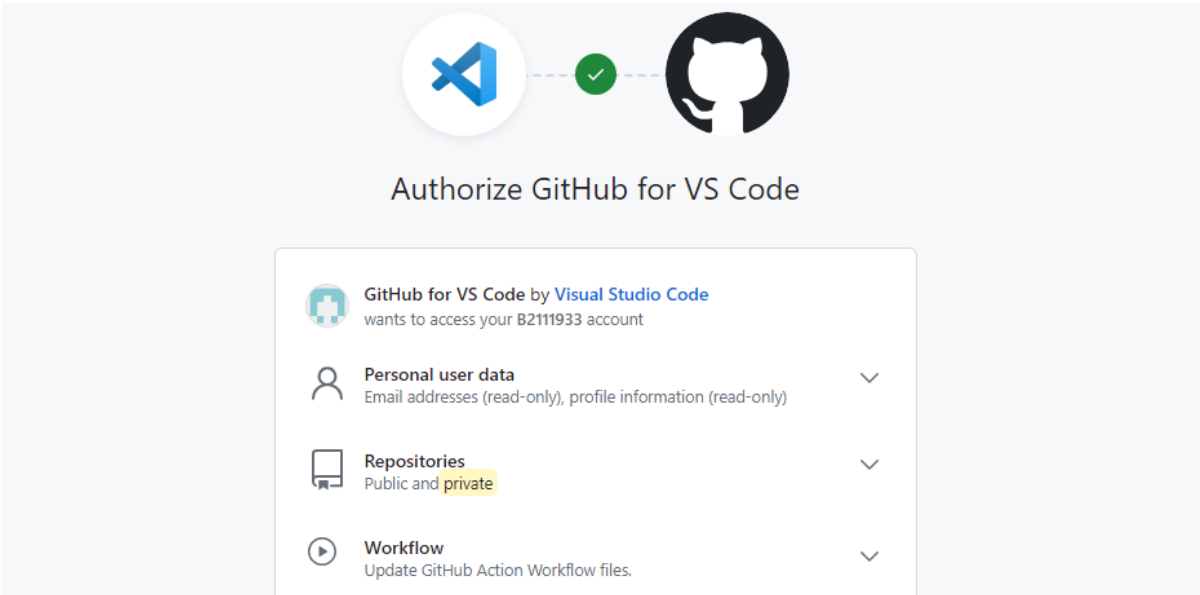 Authorize GitHub for VS Code
GitHub for VS Code by Visual Studio Code
wants to access your B2111933 account
Personal user data
Email addresses (read-only), profile information (read-only)
Repositories
Public and private
Workflow
Update GitHub Action Workflow files.